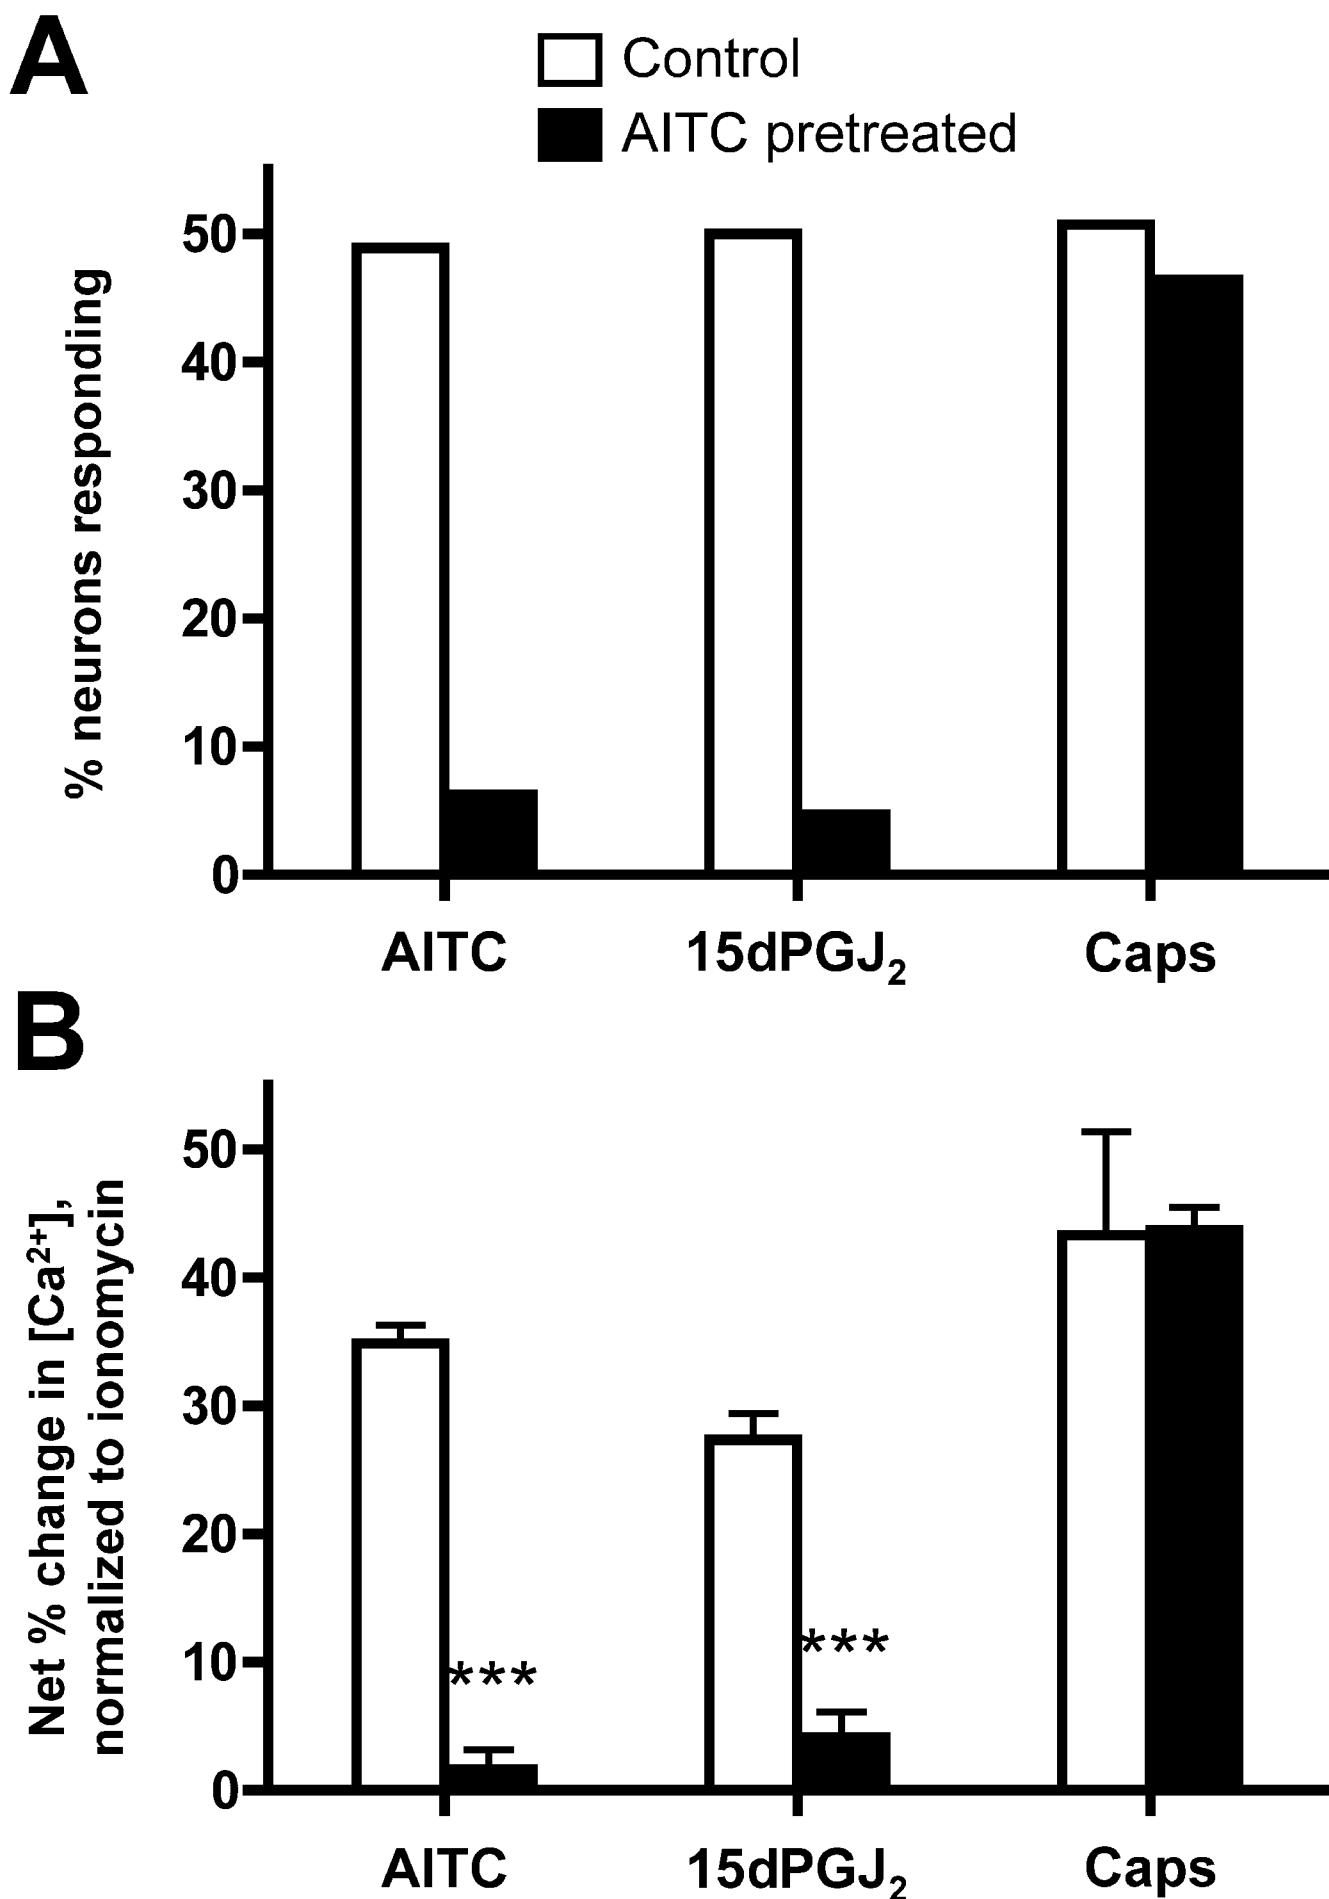 A
Control
AITC pretreated
% neurons responding
50
40
30
20
10
0
AITC 15dPGJ₂ Caps
B
Net % change in [Ca²⁺],
normalized to ionomycin
50
40
30
20
10
0
***
***
AITC 15dPGJ₂ Caps